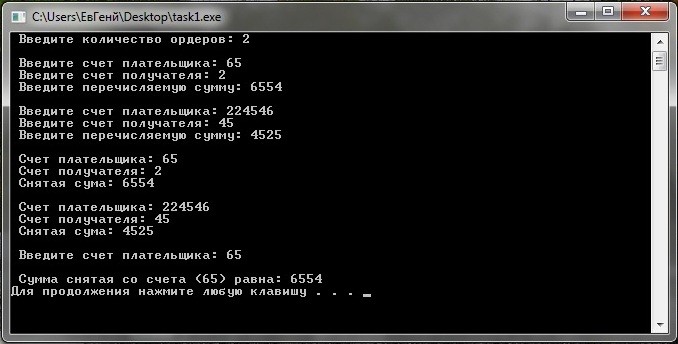 C:\Users\ЕвГений\Desktop\task1.exe
Введите количество ордеров: 2
Введите счет плательщика: 65
Введите счет получателя: 2
Введите перечисляемую сумму: 6554
Введите счет плательщика: 224546
Введите счет получателя: 45
Введите перечисляемую сумму: 4525
Счет плательщика: 65
Счет получателя: 2
Снятая сума: 6554
Счет плательщика: 224546
Счет получателя: 45
Снятая сума: 4525
Введите счет плательщика: 65
Сумма снятая со счета (65) равна: 6554
Для продолжения нажмите любую клавишу . . .